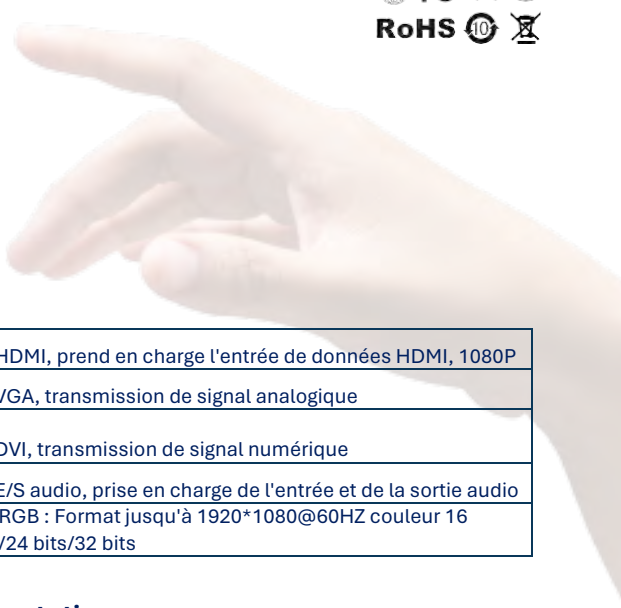 RoHS 10
HDMI, prend en charge l'entrée de données HDMI, 1080P
VGA, transmission de signal analogique
DVI, transmission de signal numérique
E/S audio, prise en charge de l'entrée et de la sortie audio
RGB : Format jusqu'à 1920*1080@60HZ couleur 16
/24 bits/32 bits